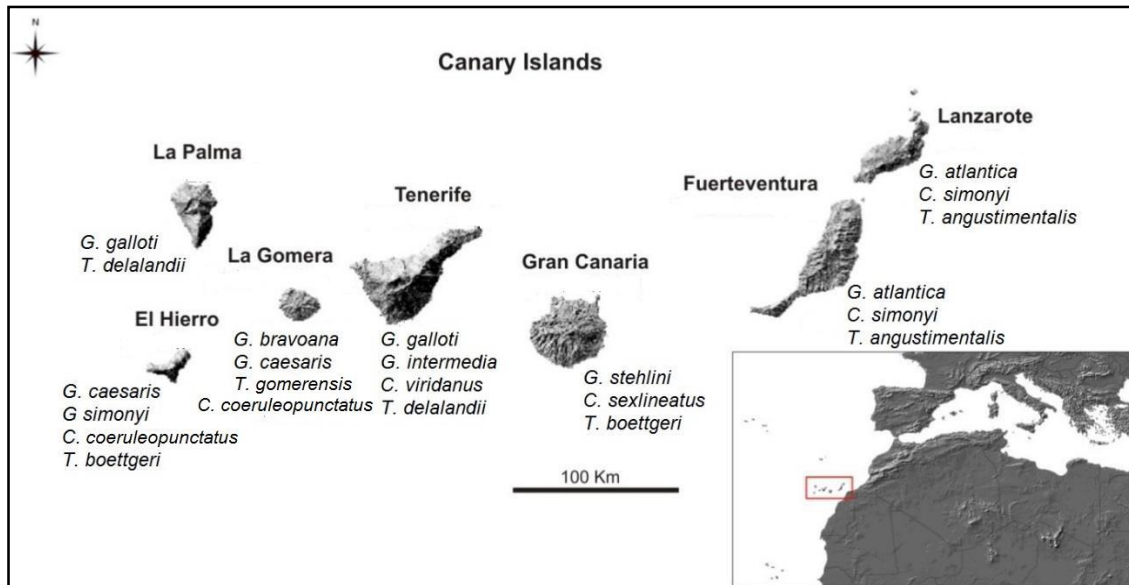 N
Canary Islands
Lanzarote
G. atlantica
C. simonyi
T. angustimentalis
La Palma
G. galloti
T. delalandii
Fuerteventura
G. atlantica
C. simonyi
T. angustimentalis
Tenerife
G. galloti
G. intermedia
C. viridanus
T. delalandii
La Gomera
G. bravoana
G. caesaris
T. gomerensis
C. coeruleopunctatus
Gran Canaria
G. stehlini
C. sexlineatus
T. boettgeri
El Hierro
G. caesaris
G simonyi
C. coeruleopunctatus
T. boettgeri
100 Km